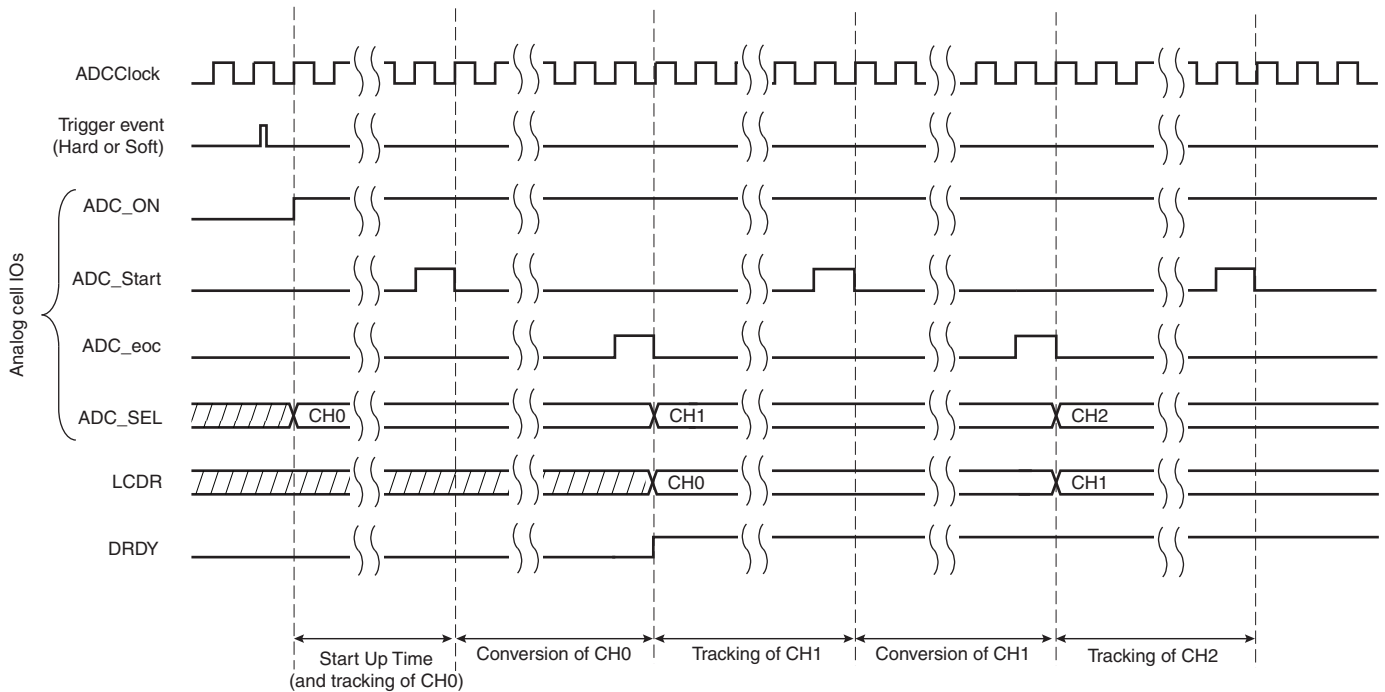 ADCClock
Trigger event
(Hard or Soft)
Analog cell IOs
ADC_ON
ADC_Start
ADC_eoc
ADC_SEL
CH0
CH1
CH2
LCDR
CH0
CH1
DRDY
Start Up Time
(and tracking of CH0)
Conversion of CH0
Tracking of CH1
Conversion of CH1
Tracking of CH2